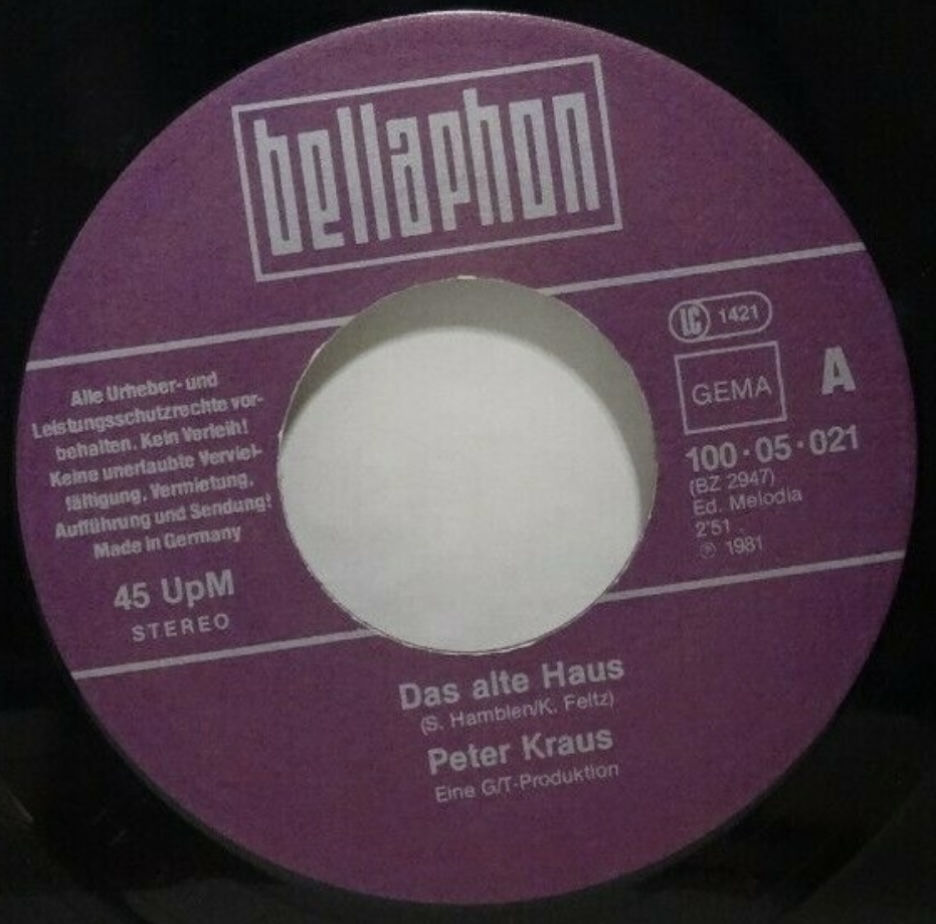 bellaphon
LC 1421
GEMA
A
100·05·021
(BZ 2947)
Ed. Melodia
2'51
℗ 1981
Alle Urheber- und
Leistungsschutzrechte vor-
behalten. Kein Verleih!
Keine unerlaubte Verviel-
fältigung, Vermietung,
Aufführung und Sendung!
Made in Germany
45 UpM
STEREO
Das alte Haus
(S. Hamblen/K. Feltz)
Peter Kraus
Eine G/T-Produktion